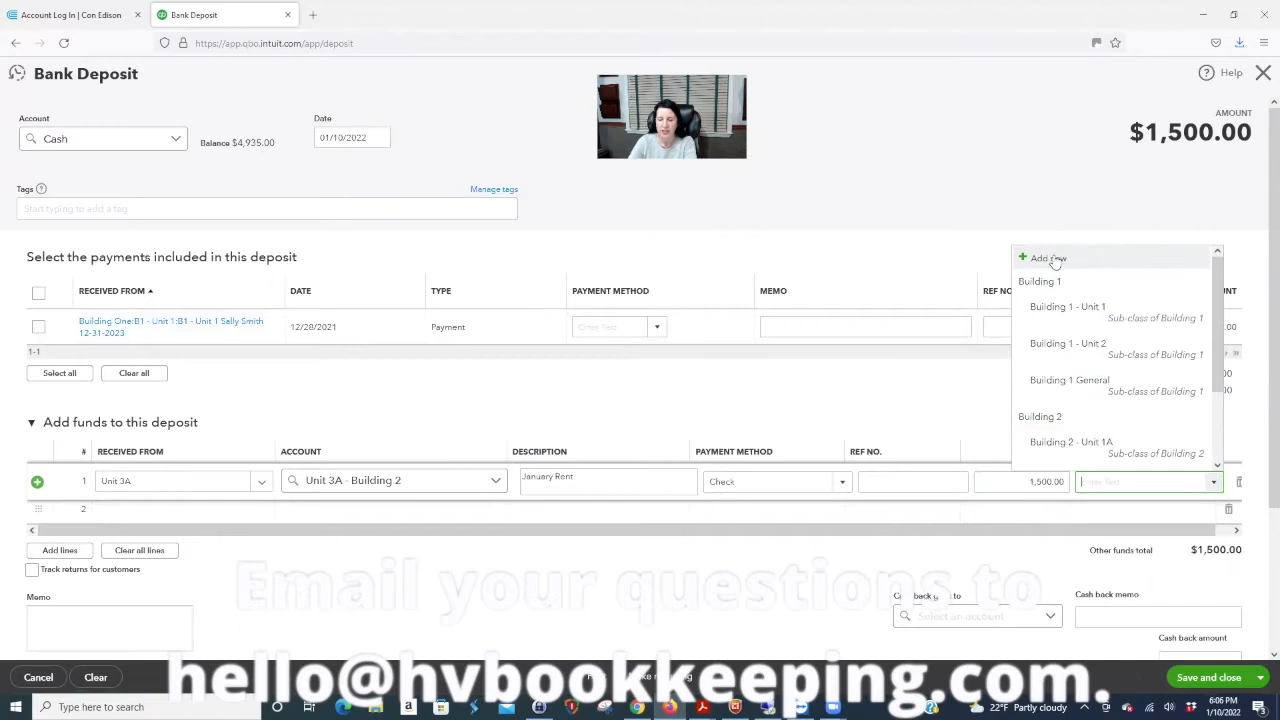 Account Log In | Con Edison
Bank Deposit
https://app.qbo.intuit.com/app/deposit
Bank Deposit
Help
Account
Date
AMOUNT
Cash
Balance $4,935.00
01/10/2022
$1,500.00
Tags
Manage tags
Start typing to add a tag
Select the payments included in this deposit
Add new
RECEIVED FROM
DATE
TYPE
PAYMENT METHOD
MEMO
REF NO
UNT
Building 1
Building One:B1 - Unit 1:B1 - Unit 1 Sally Smith
12-31-2023
12/28/2021
Payment
Enter Text
.00
Building 1 - Unit 1
Sub-class of Building 1
Building 1 - Unit 2
Sub-class of Building 1
1-1
Select all
Clear all
.00
.00
Building 1 General
Sub-class of Building 1
Building 2
Building 2 - Unit 1A
Sub-class of Building 2
Add funds to this deposit
#
RECEIVED FROM
ACCOUNT
DESCRIPTION
PAYMENT METHOD
REF NO.
1
Unit 3A
Unit 3A - Building 2
January Rent
Check
1,500.00
Enter Text
2
Add lines
Clear all lines
Other funds total
$1,500.00
Track returns for customers
Email your questions to
Memo
Cash back memo
Select an account
Cash back amount
Cancel
Clear
hello@hvbookkeeping.com.
Save and close
Type here to search
22°F Partly cloudy
6:06 PM
1/10/2022